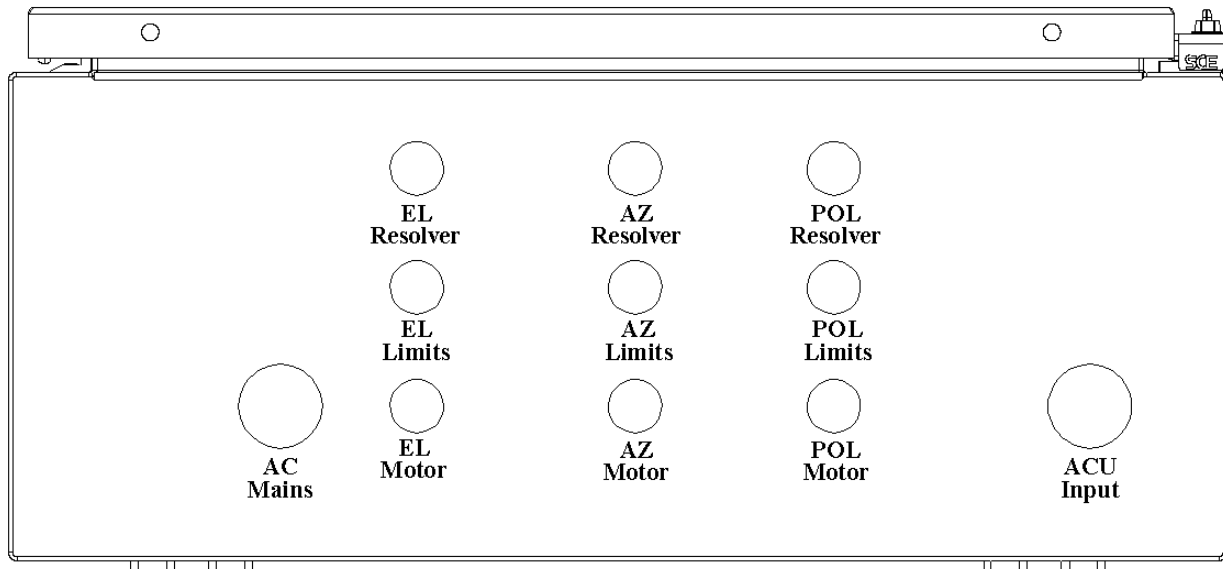 SCE
EL
Resolver
AZ
Resolver
POL
Resolver
EL
Limits
AZ
Limits
POL
Limits
AC
Mains
EL
Motor
AZ
Motor
POL
Motor
ACU
Input